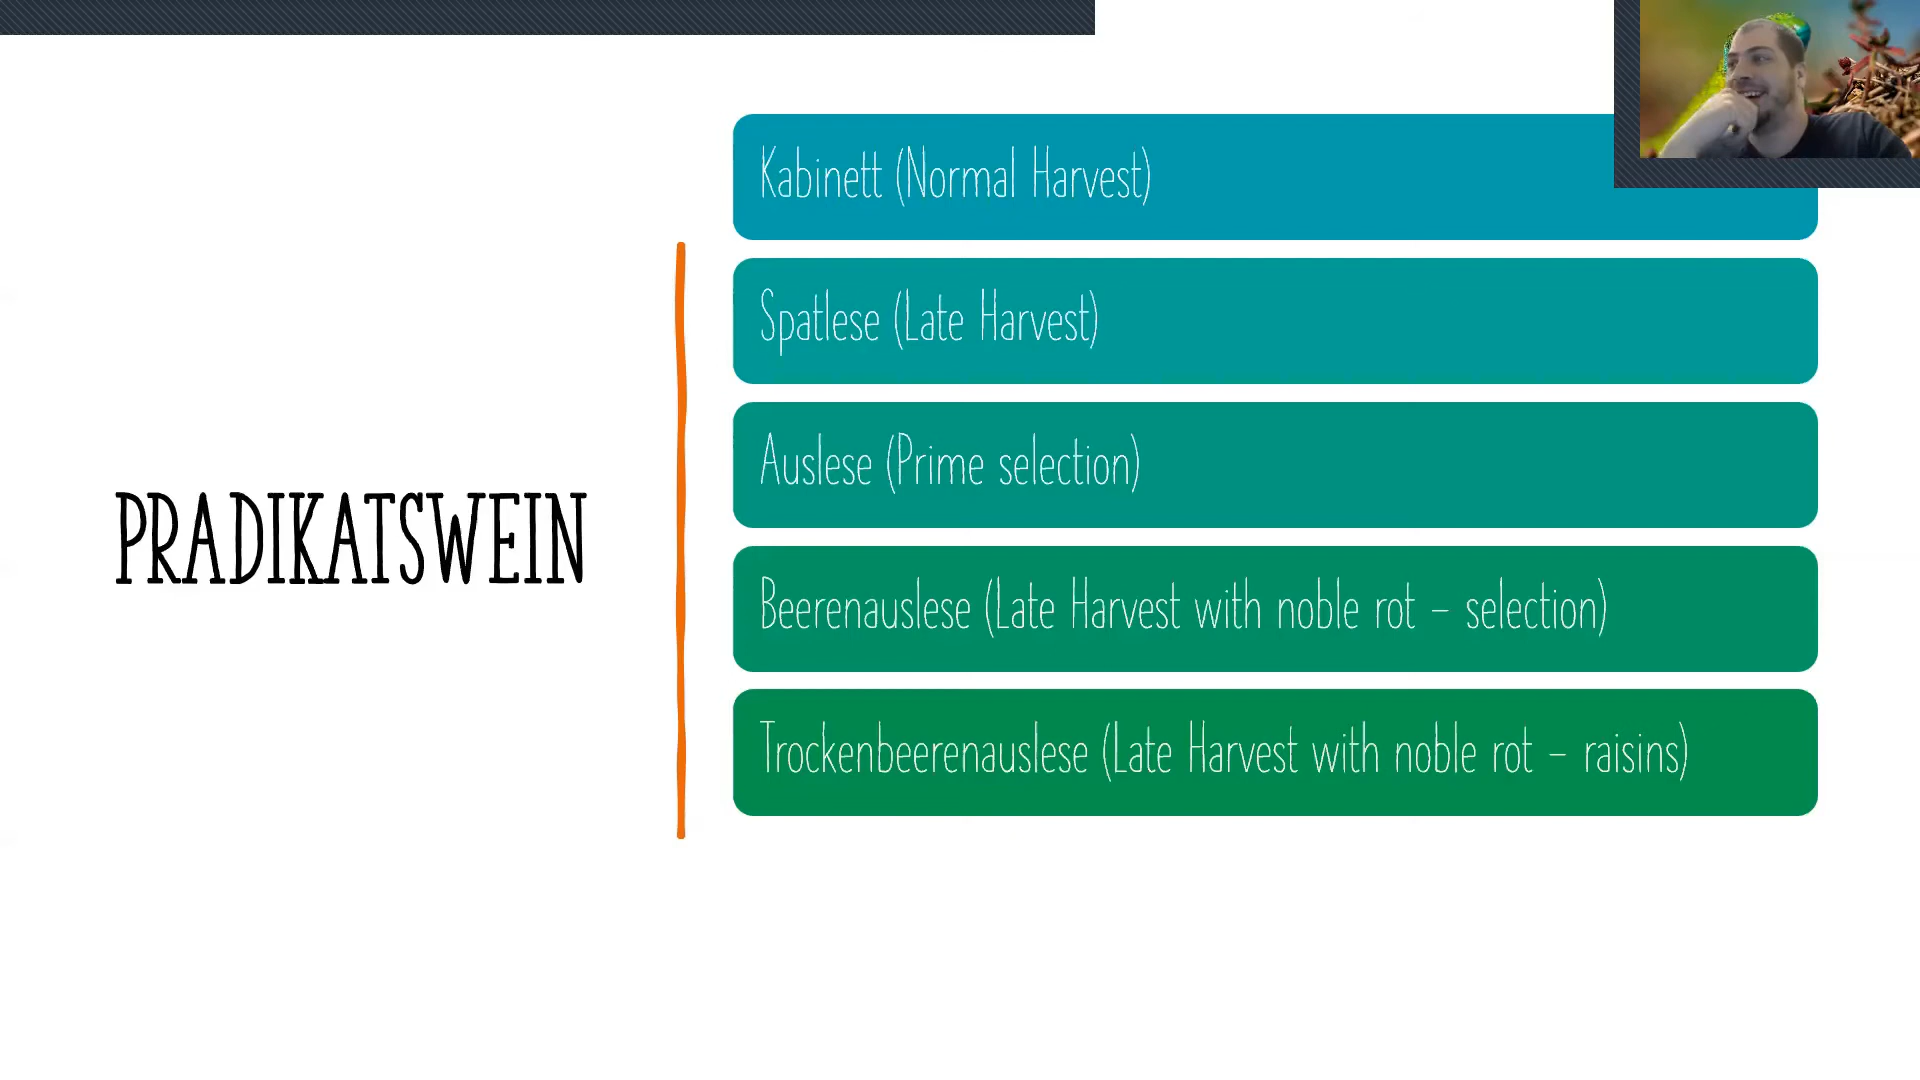 PRADIKATSWEIN
Kabinett (Normal Harvest)
Spatlese (Late Harvest)
Auslese (Prime selection)
Beerenauslese (Late Harvest with noble rot – selection)
Trockenbeerenauslese (Late Harvest with noble rot – raisins)